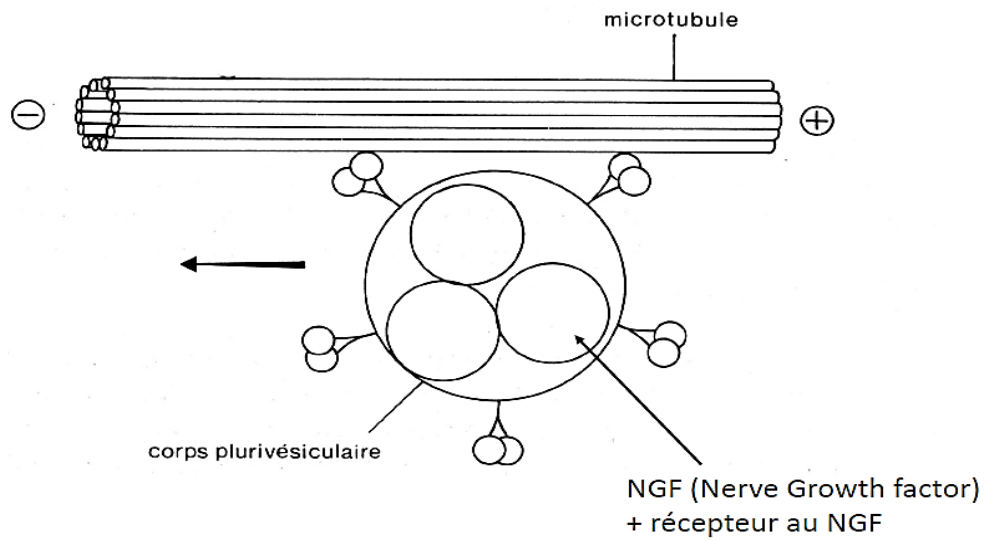 microtubule
−
+
corps plurivésiculaire
NGF (Nerve Growth factor)
+ récepteur au NGF